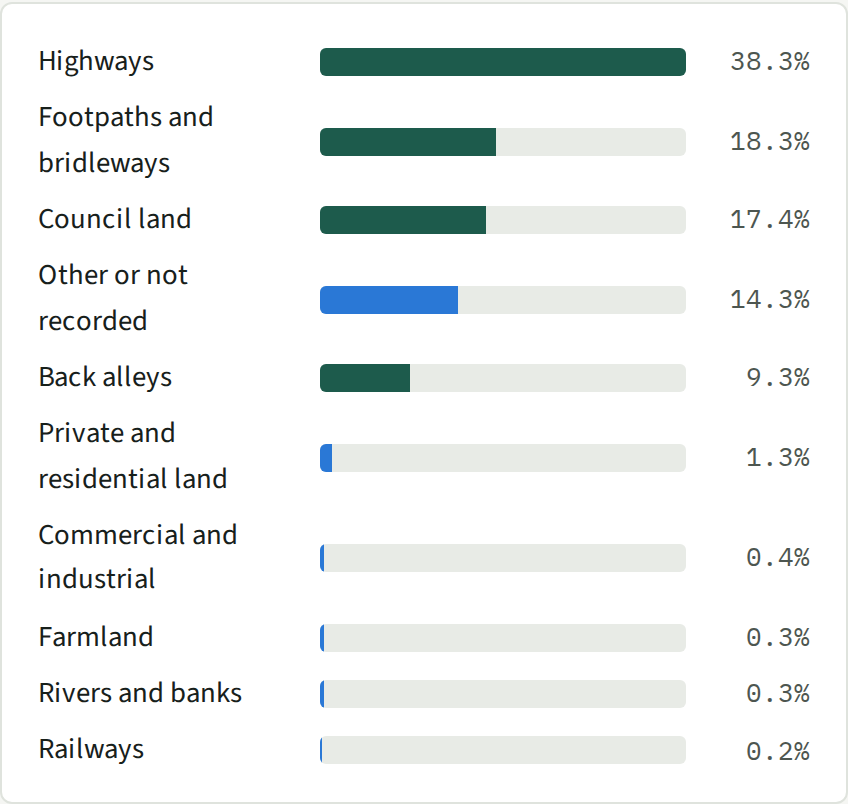 Highways 38.3%
Footpaths and
bridleways 18.3%
Council land 17.4%
Other or not
recorded 14.3%
Back alleys 9.3%
Private and
residential land 1.3%
Commercial and
industrial 0.4%
Farmland 0.3%
Rivers and banks 0.3%
Railways 0.2%